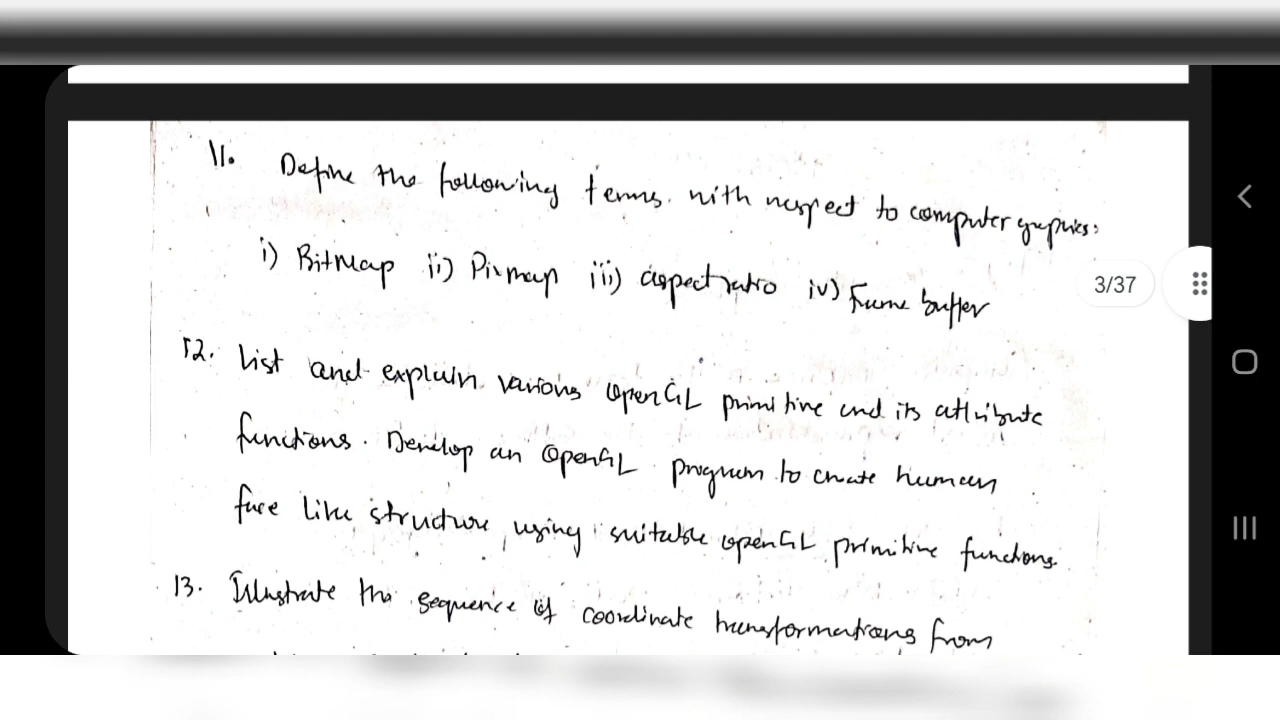 11. Define the following terms with respect to computer graphics:
i) Bitmap ii) Pixmap iii) aspect ratio iv) Frame buffer
3/37
12. List and explain various OpenGL primitive and its attribute
functions. Develop an OpenGL program to create human
face like structure using suitable openGL primitive functions.
13. Illustrate the sequence of coordinate transformations from